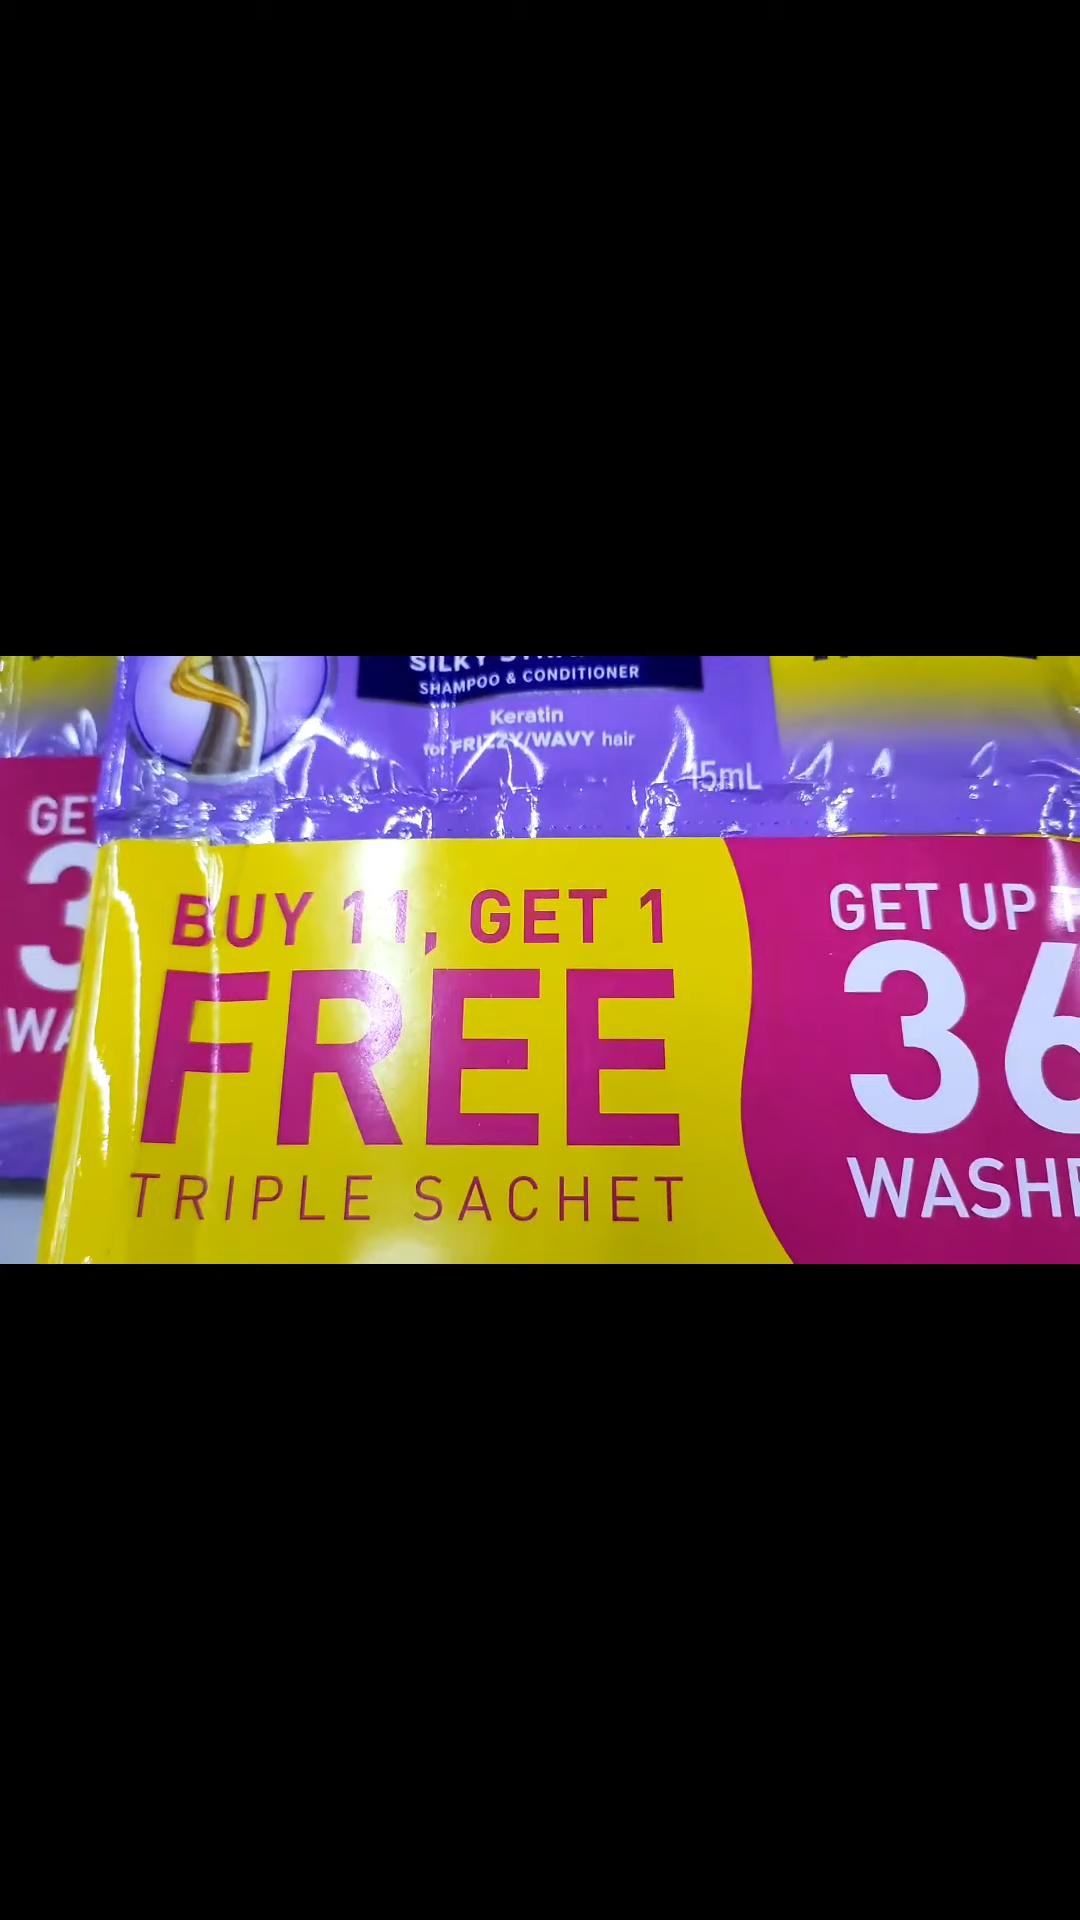 SILKY
SHAMPOO & CONDITIONER
Keratin
for FRIZZY/WAVY hair
15mL
BUY 11, GET 1
FREE
TRIPLE SACHET
GET UP
36
WASH
GET
3
WA